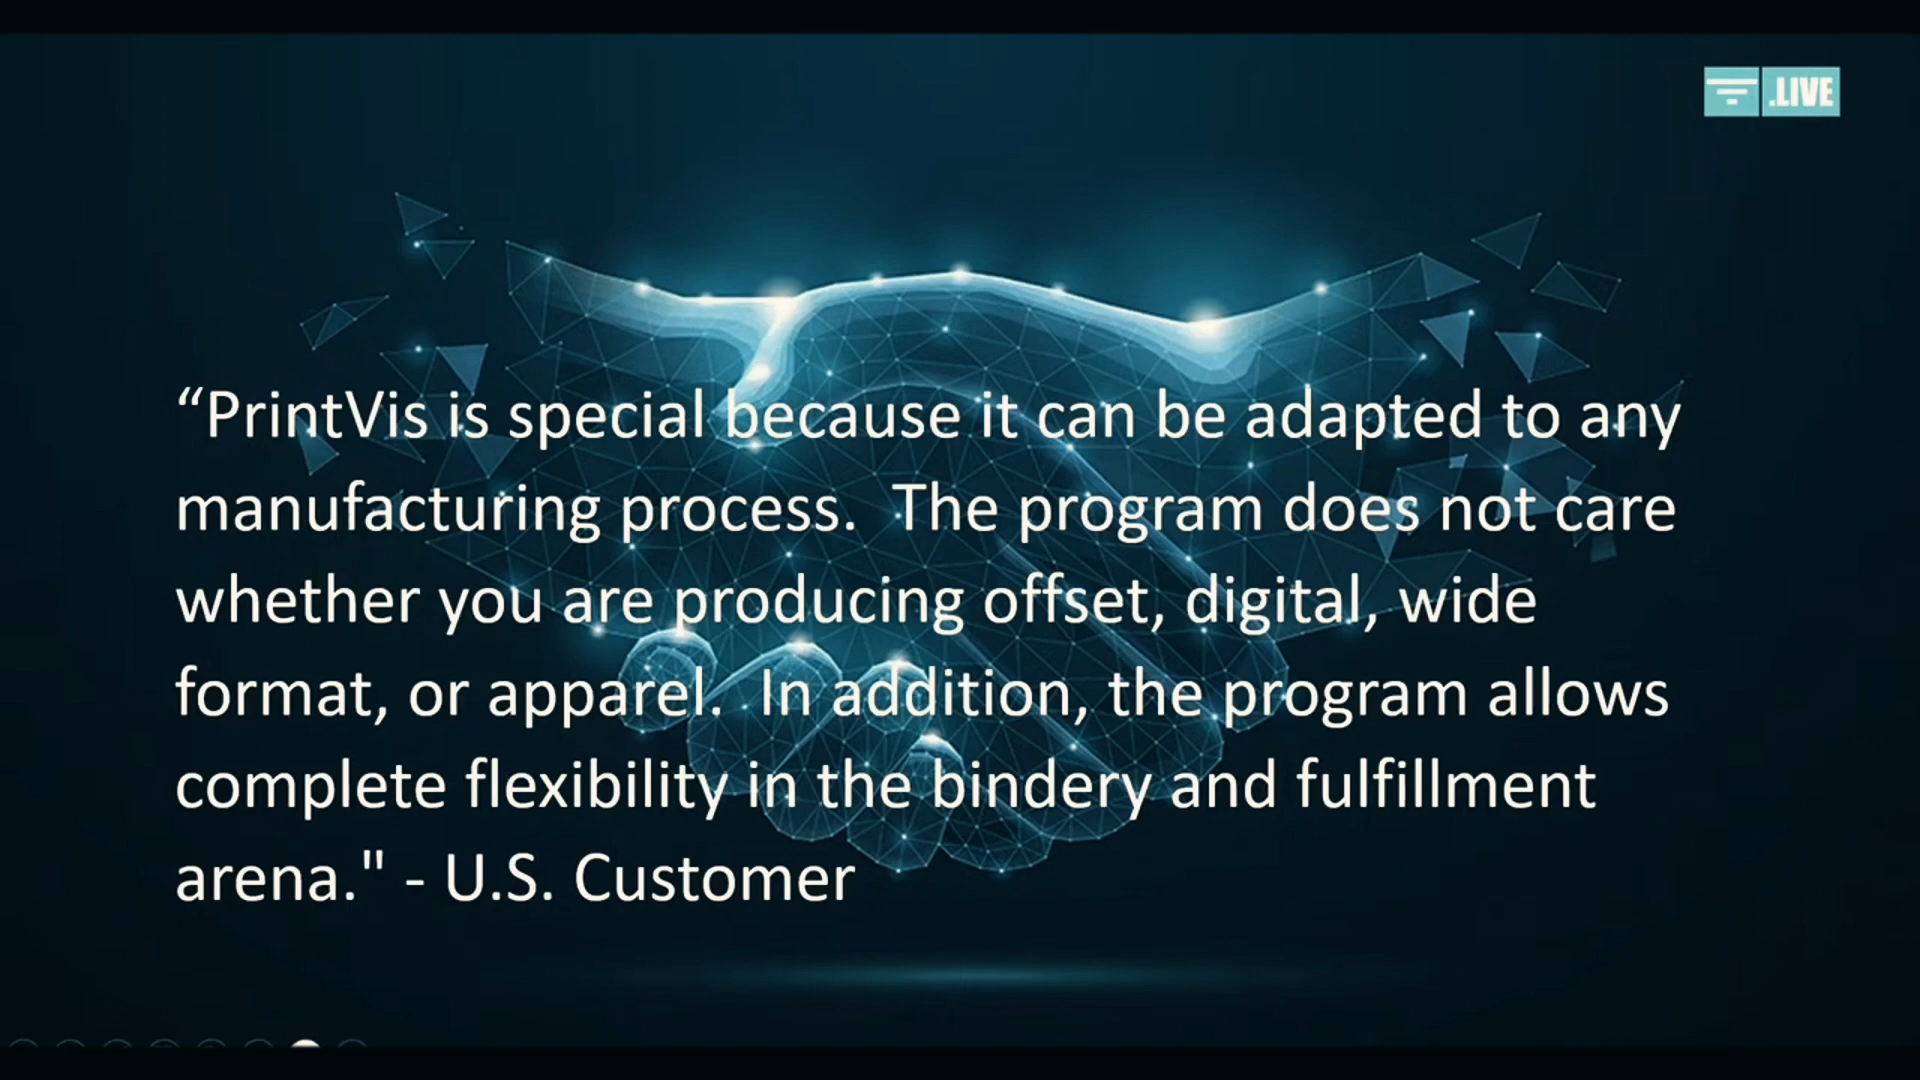 .LIVE
“PrintVis is special because it can be adapted to any
manufacturing process.  The program does not care
whether you are producing offset, digital, wide
format, or apparel.  In addition, the program allows
complete flexibility in the bindery and fulfillment
arena." - U.S. Customer